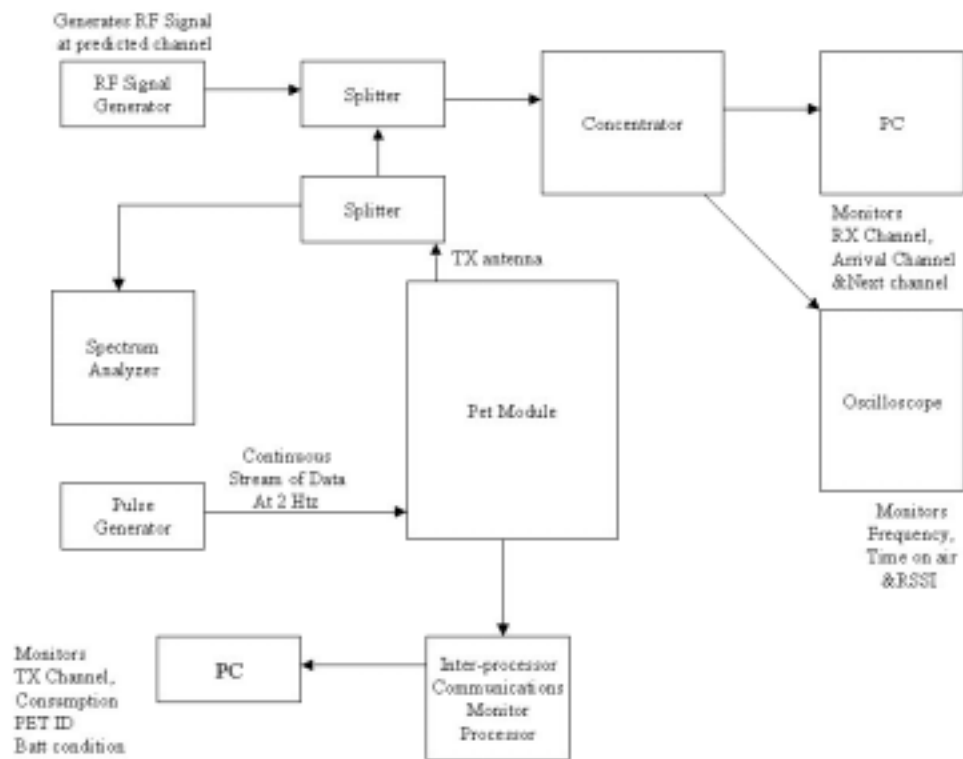 Generates RF Signal
at predicted channel
RF Signal
Generator
Splitter
Concentrator
PC
Splitter
TX antenna
Monitors
RX Channel,
Arrival Channel
&Next channel
Spectrum
Analyzer
Pet Module
Oscilloscope
Continuous
Stream of Data
At 2 Htz
Pulse
Generator
Monitors
Frequency,
Time on air
&RSSI
Monitors
TX Channel,
Consumption
PET ID
Batt condition
PC
Inter-processor
Communications
Monitor
Processor